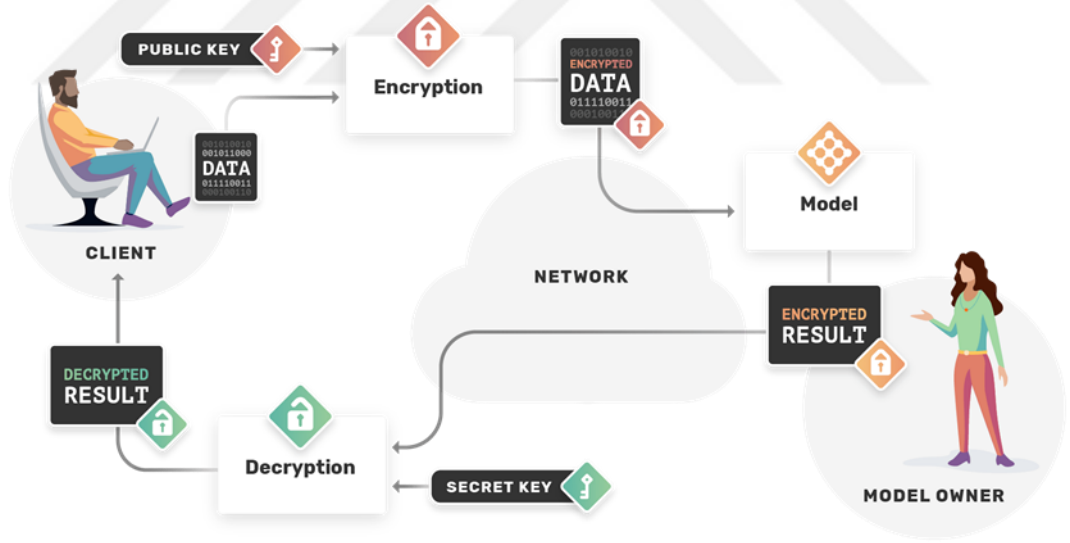 PUBLIC KEY
Encryption
001010010
ENCRYPTED
DATA
011110011
001010010
001011000
DATA
011110011
000100110
Model
CLIENT
NETWORK
ENCRYPTED
RESULT
DECRYPTED
RESULT
Decryption
SECRET KEY
MODEL OWNER